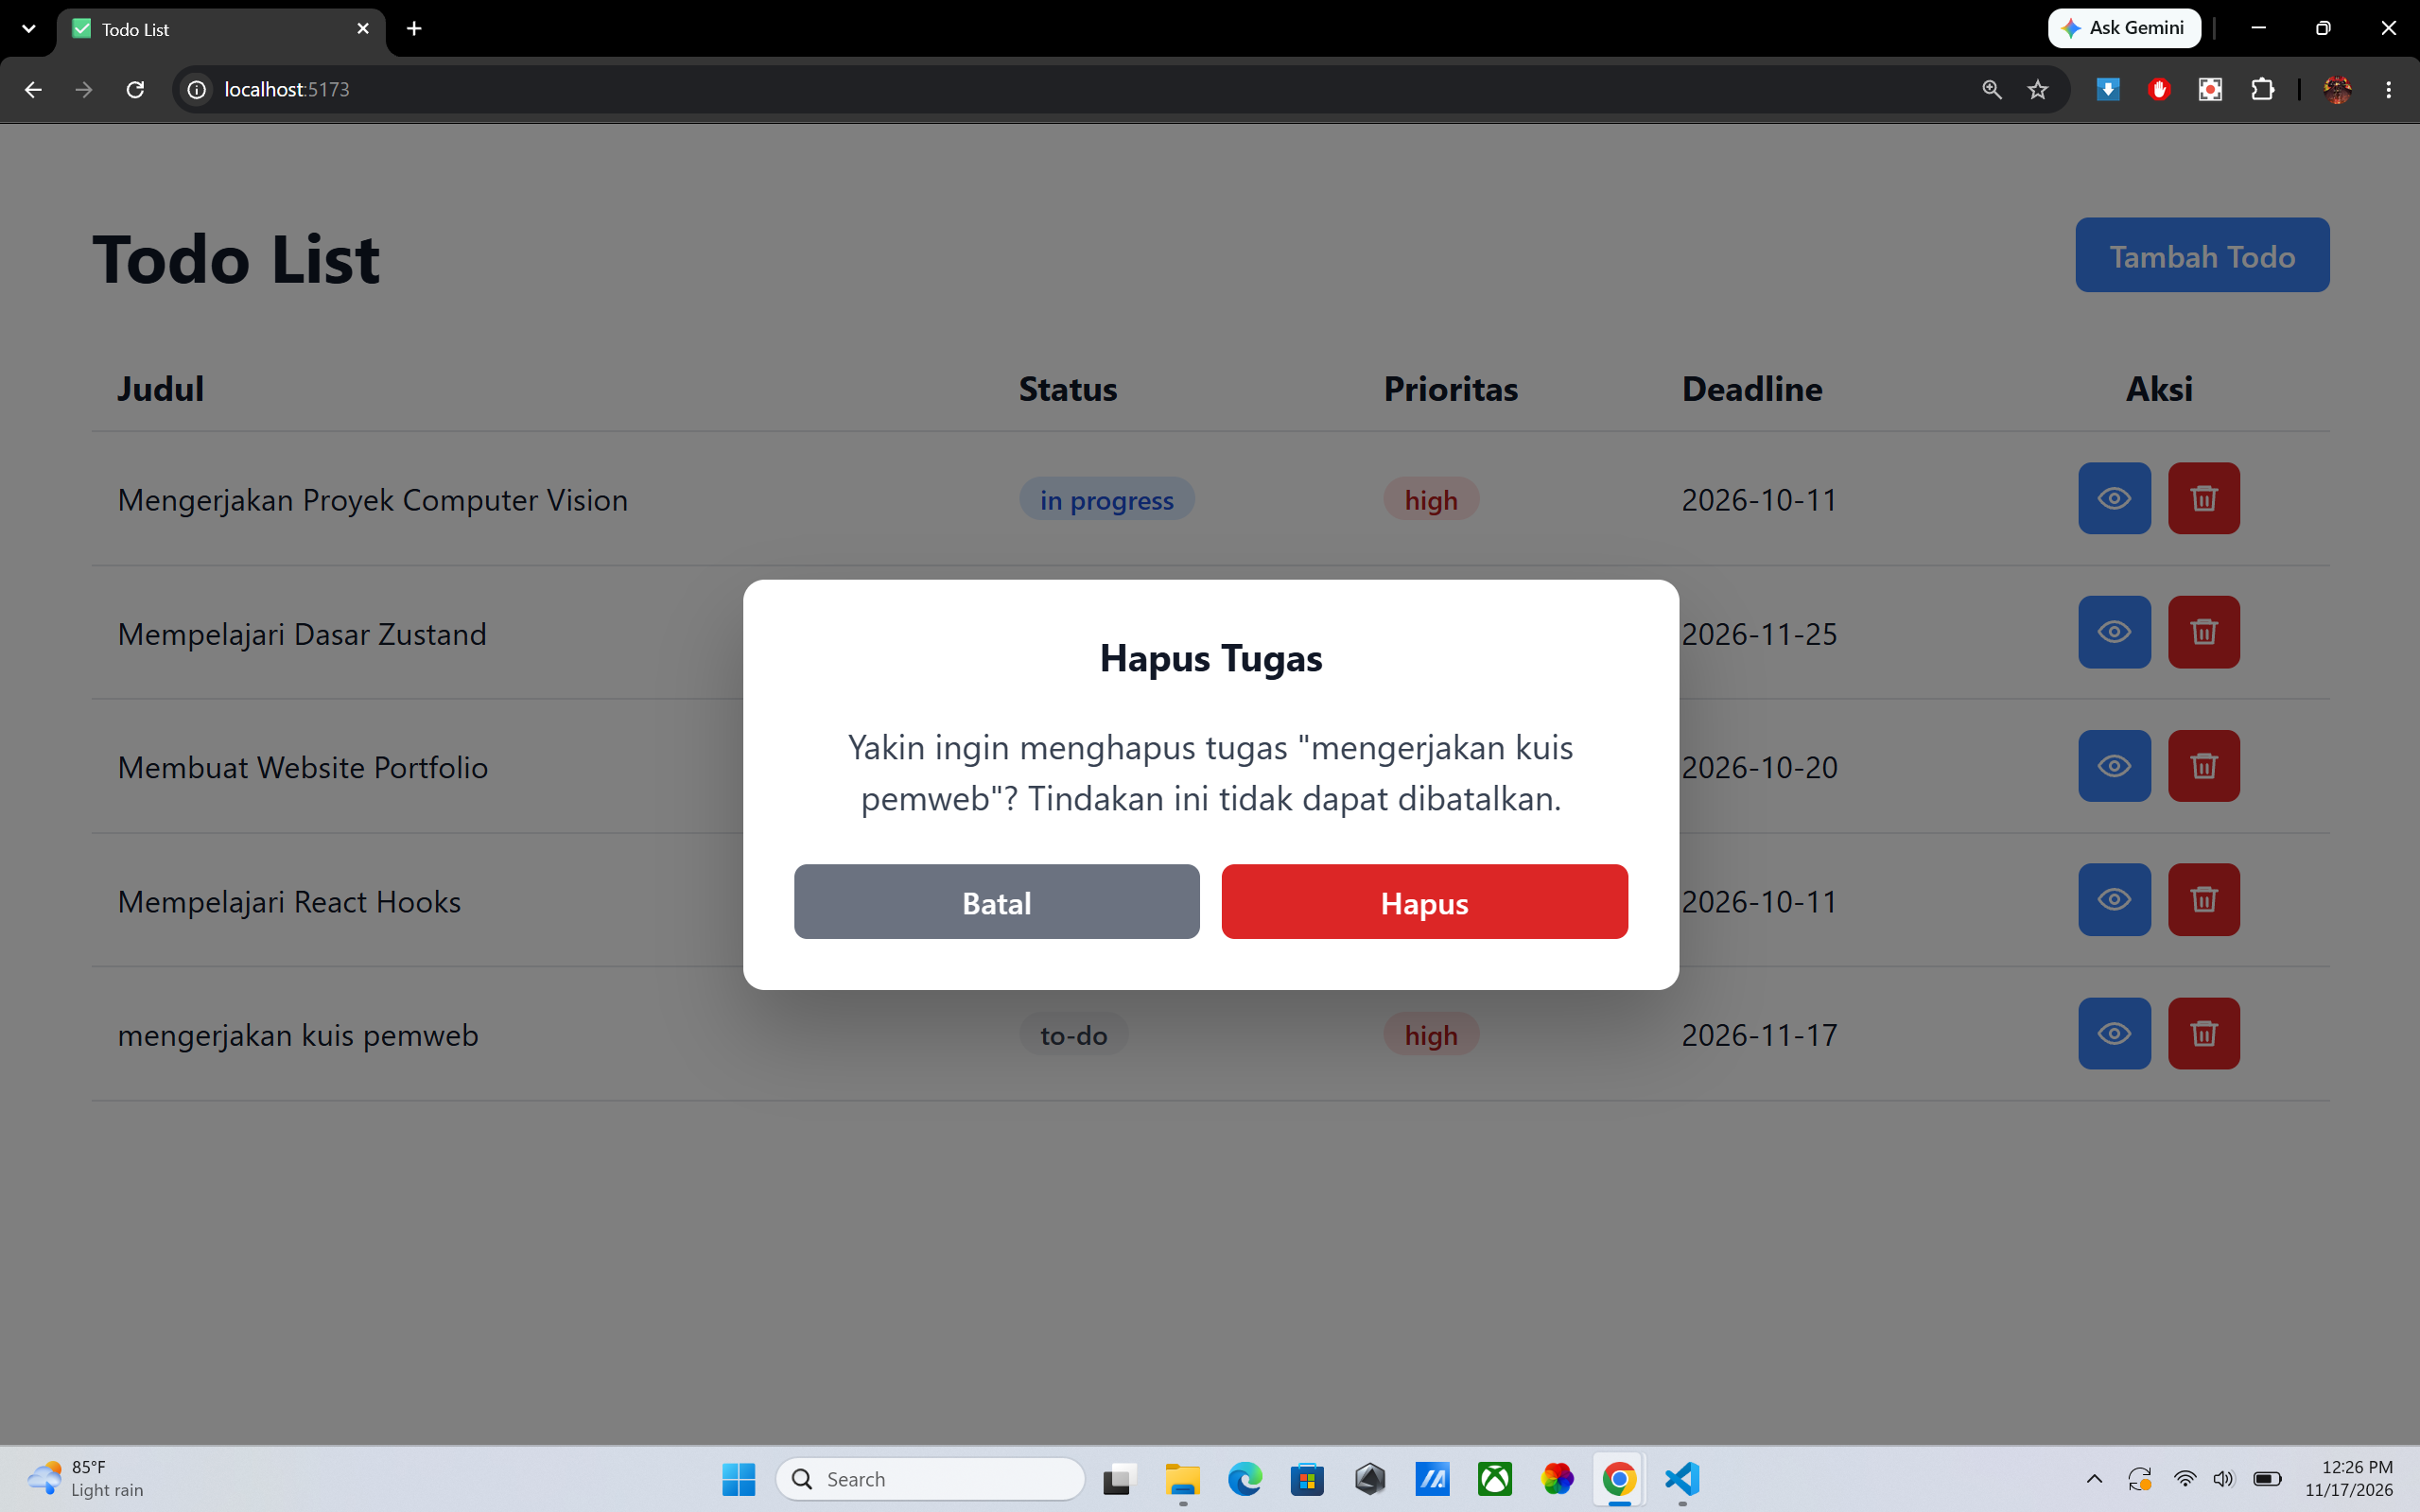 Todo List
Ask Gemini
localhost:5173
Todo List
Tambah Todo
Judul Status Prioritas Deadline Aksi
Mengerjakan Proyek Computer Vision in progress high 2026-10-11
Mempelajari Dasar Zustand 2026-11-25
Membuat Website Portfolio 2026-10-20
Mempelajari React Hooks 2026-10-11
mengerjakan kuis pemweb to-do high 2026-11-17
Hapus Tugas
Yakin ingin menghapus tugas "mengerjakan kuis
pemweb"? Tindakan ini tidak dapat dibatalkan.
Batal Hapus
85°F
Light rain
Search
12:26 PM
11/17/2026